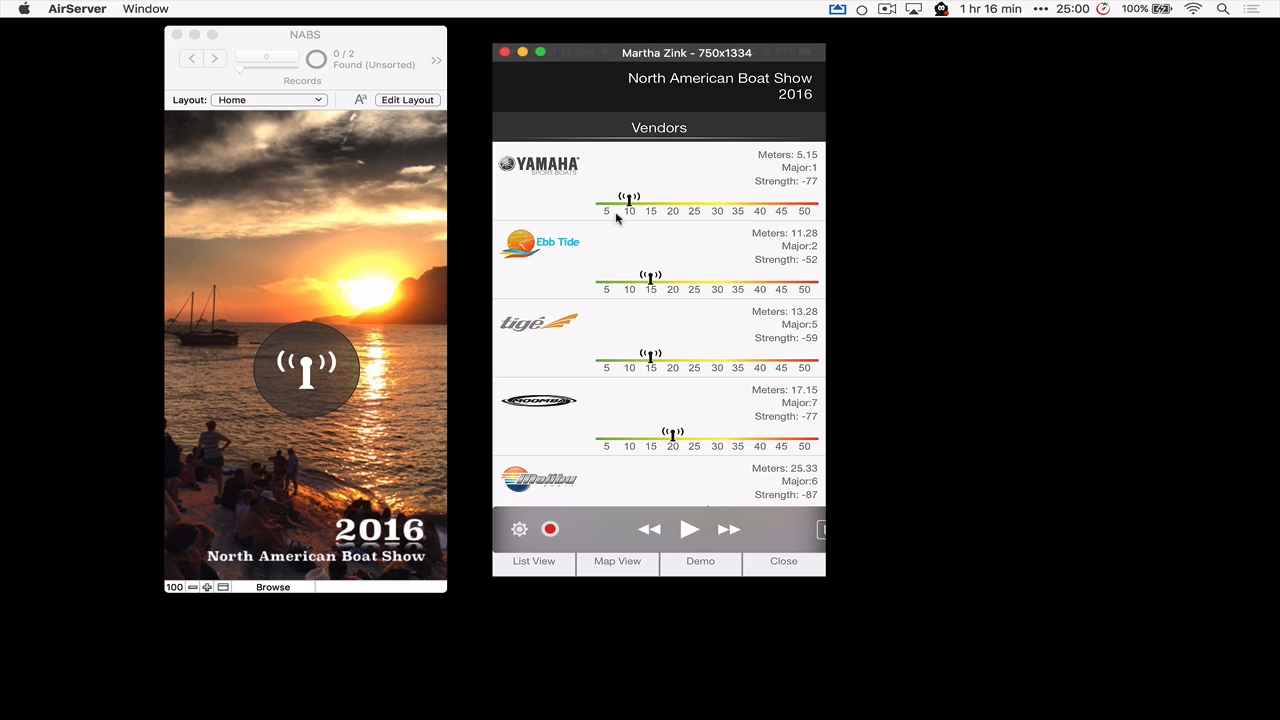 AirServer Window
1 hr 16 min ••• 25:00 100%
NABS
0
0 / 2
Found (Unsorted)
Records
Layout: Home Aa Edit Layout
2016
North American Boat Show
100 Browse
Martha Zink - 750x1334
North American Boat Show
2016
Vendors
YAMAHA
SPORT BOATS
Meters: 5.15
Major:1
Strength: -77
5 10 15 20 25 30 35 40 45 50
Ebb Tide
Meters: 11.28
Major:2
Strength: -52
5 10 15 20 25 30 35 40 45 50
tigé
Meters: 13.28
Major:5
Strength: -59
5 10 15 20 25 30 35 40 45 50
MOOMBA
Meters: 17.15
Major:7
Strength: -77
5 10 15 20 25 30 35 40 45 50
Malibu
Meters: 25.33
Major:6
Strength: -87
List View Map View Demo Close